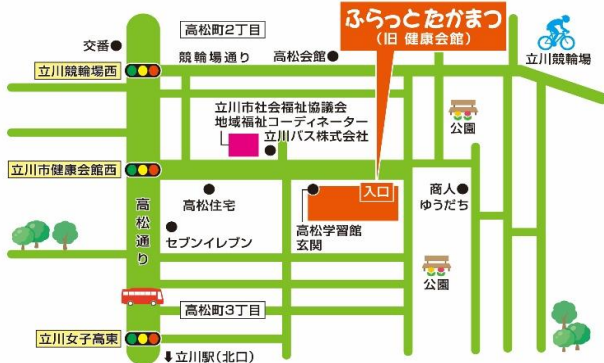 ふらっと たかまつ
(旧 健康会館)
高松町2丁目
交番
立川競輪場西
競輪場通り
高松会館
立川競輪場
立川市社会福祉協議会
地域福祉コーディネーター
立川バス株式会社
公園
立川市健康会館西
高松通り
高松住宅
入口
商人
ゆうだち
高松学習館
玄関
セブンイレブン
公園
高松町3丁目
立川女子高東
⬇立川駅(北口)